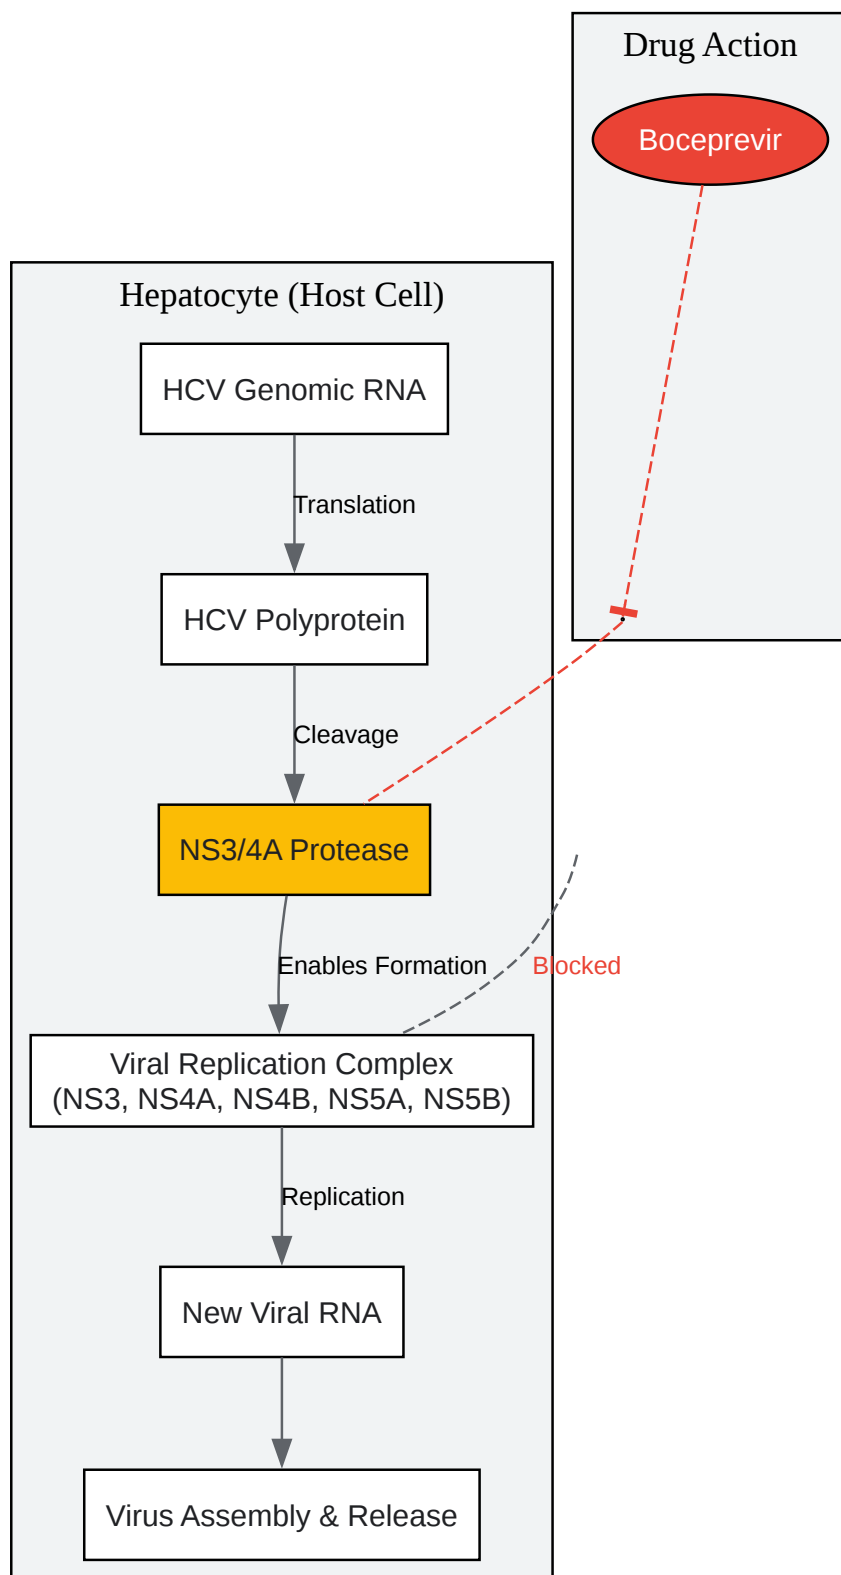 Drug Action
Boceprevir
Hepatocyte (Host Cell)
HCV Genomic RNA
Translation
HCV Polyprotein
Cleavage
NS3/4A Protease
Enables Formation
Blocked
Viral Replication Complex
(NS3, NS4A, NS4B, NS5A, NS5B)
Replication
New Viral RNA
Virus Assembly & Release